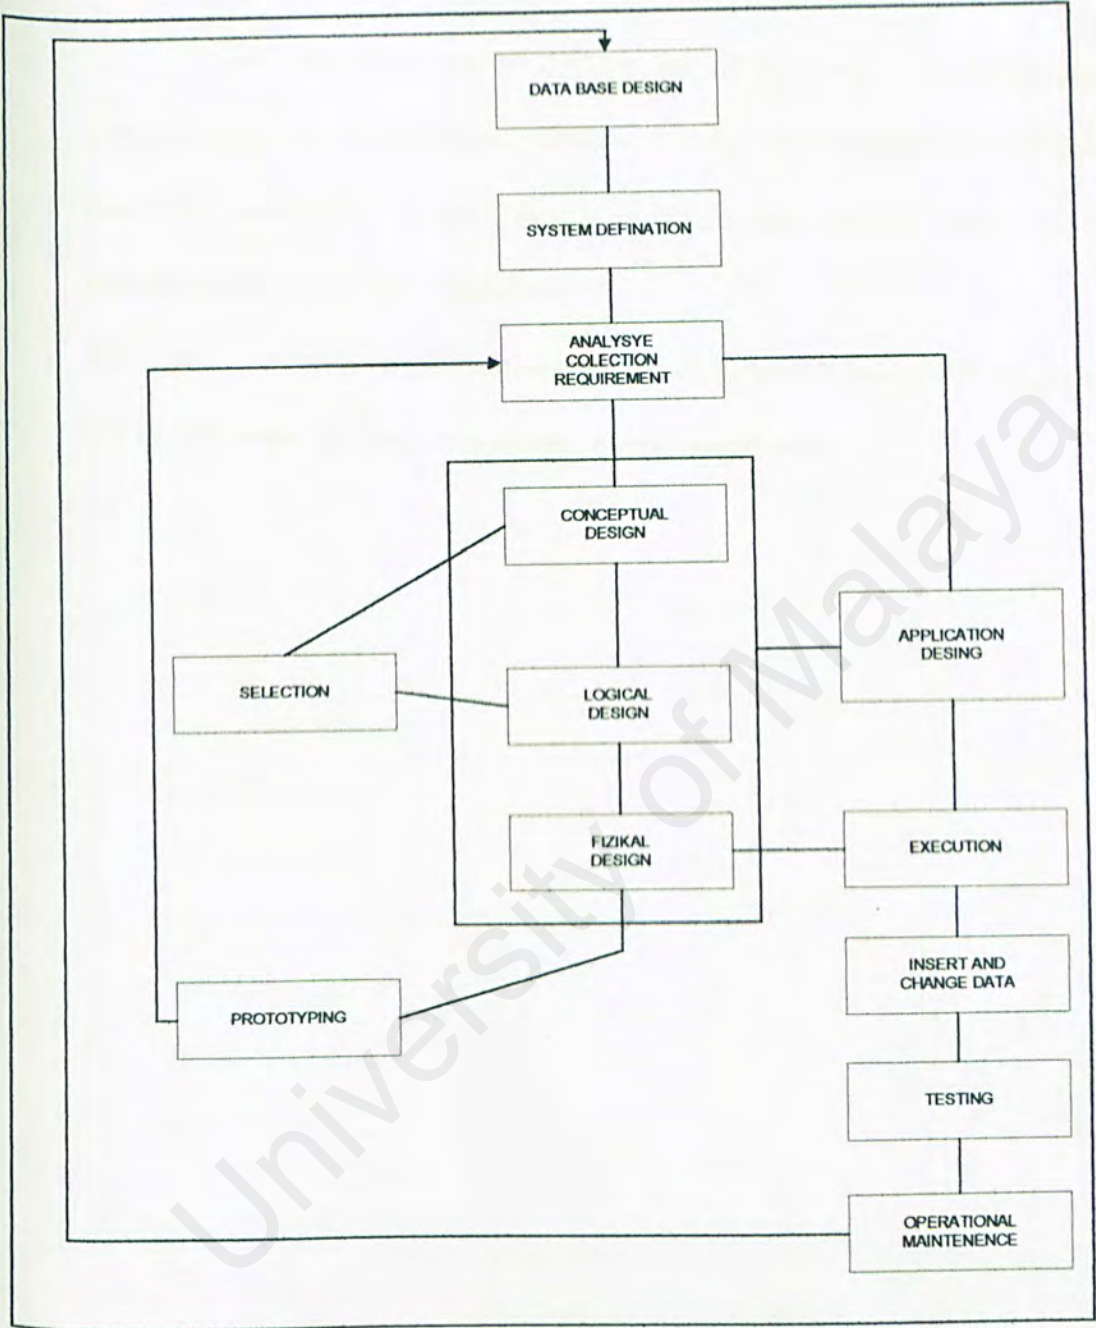 DATA BASE DESIGN
SYSTEM DEFINATION
ANALYSYE
COLECTION
REQUIREMENT
CONCEPTUAL
DESIGN
APPLICATION
DESING
SELECTION
LOGICAL
DESIGN
FIZIKAL
DESIGN
EXECUTION
INSERT AND
CHANGE DATA
PROTOTYPING
TESTING
OPERATIONAL
MAINTENENCE
University of Malaya